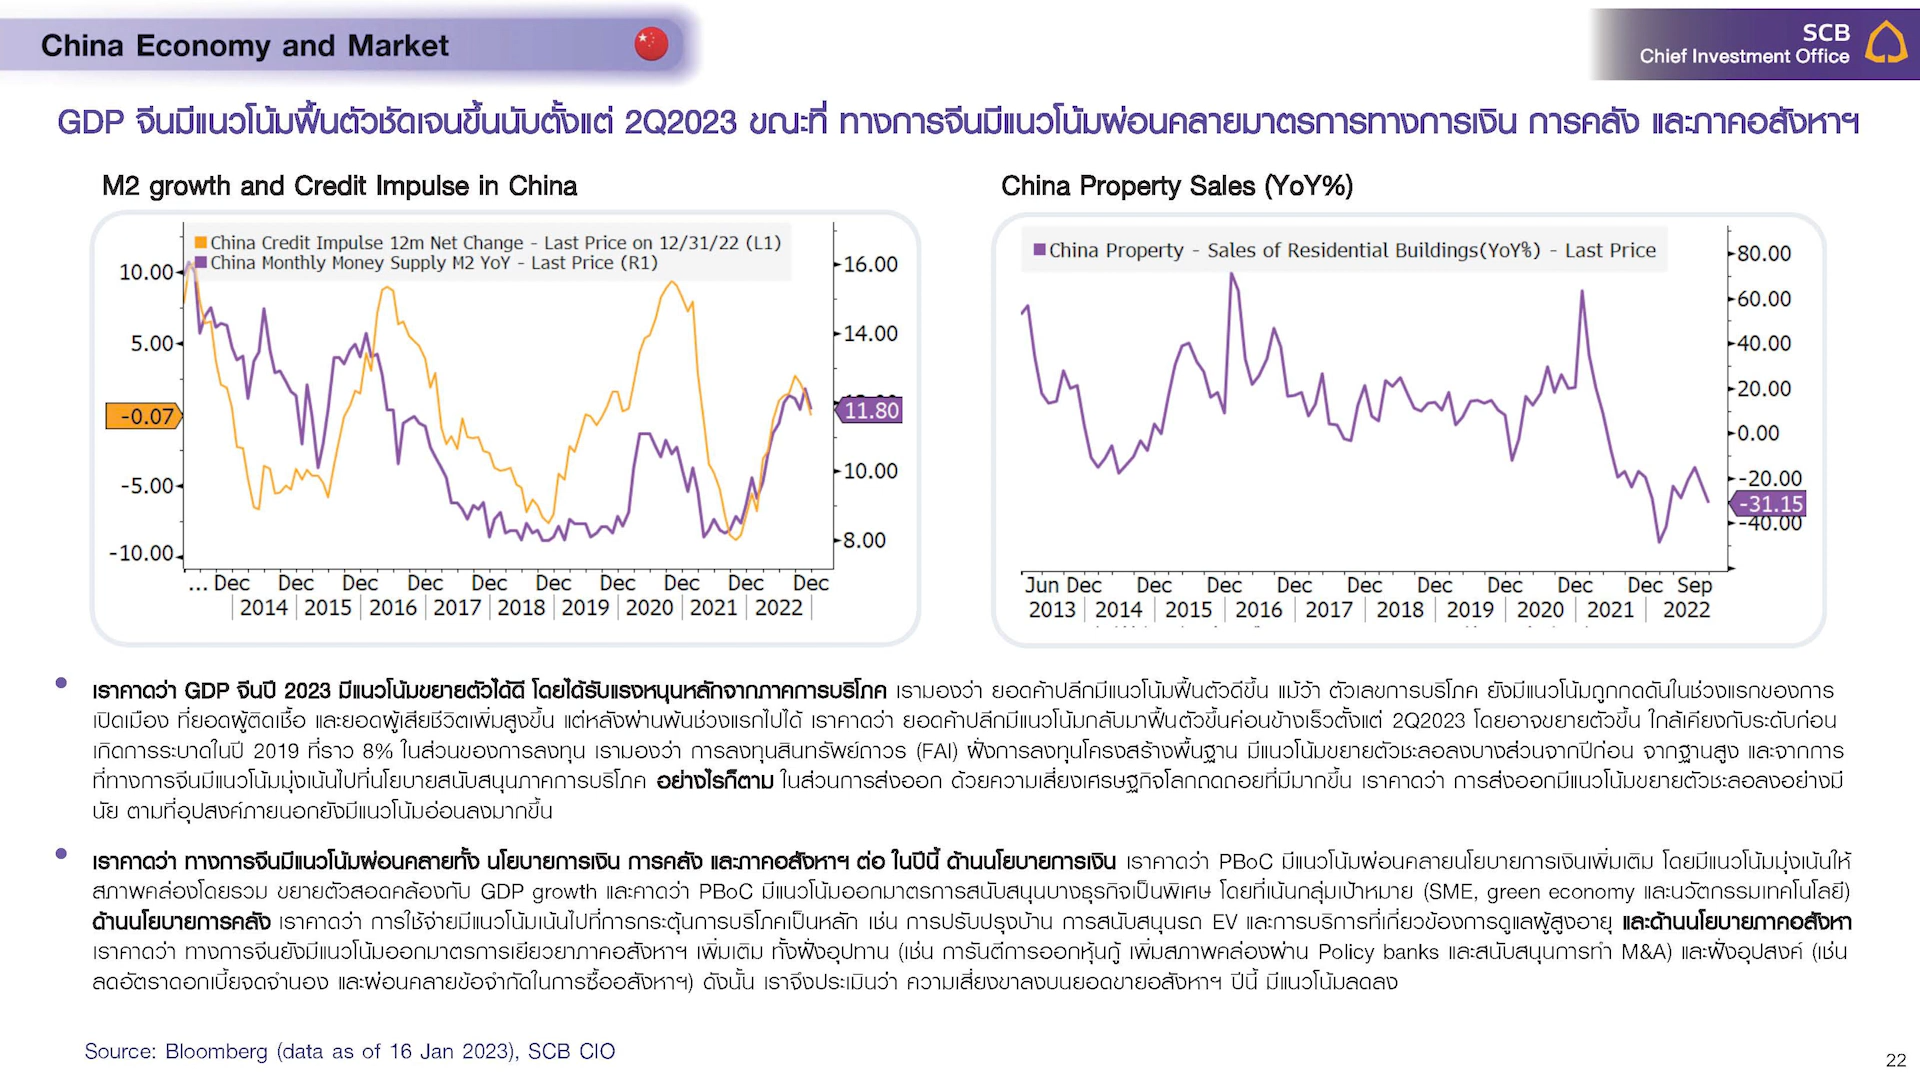 China Economy and Market
SCB
Chief Investment Office
GDP จีนมีแนวโน้มฟื้นตัวชัดเจนขึ้นนับตั้งแต่ 2Q2023 ขณะที่ ทางการจีนมีแนวโน้มผ่อนคลายมาตรการทางการเงิน การคลัง และภาคอสังหาฯ
M2 growth and Credit Impulse in China
China Credit Impulse 12m Net Change - Last Price on 12/31/22 (L1)
China Monthly Money Supply M2 YoY - Last Price (R1)
10.00
5.00
-0.07
-5.00
-10.00
16.00
14.00
11.80
10.00
8.00
... Dec Dec Dec Dec Dec Dec Dec Dec Dec Dec
2014 2015 2016 2017 2018 2019 2020 2021 2022
China Property Sales (YoY%)
China Property - Sales of Residential Buildings(YoY%) - Last Price
80.00
60.00
40.00
20.00
0.00
-20.00
-31.15
-40.00
Jun Dec Dec Dec Dec Dec Dec Dec Dec Dec Sep
2013 2014 2015 2016 2017 2018 2019 2020 2021 2022
• เราคาดว่า GDP จีนปี 2023 มีแนวโน้มขยายตัวได้ดี โดยได้รับแรงหนุนหลักจากภาคการบริโภค เรามองว่า ยอดค้าปลีกมีแนวโน้มฟื้นตัวดีขึ้น แม้ว่า ตัวเลขการบริโภค ยังมีแนวโน้มถูกกดดันในช่วงแรกของการ
เปิดเมือง ที่ยอดผู้ติดเชื้อ และยอดผู้เสียชีวิตเพิ่มสูงขึ้น แต่หลังผ่านพ้นช่วงแรกไปได้ เราคาดว่า ยอดค้าปลีกมีแนวโน้มกลับมาฟื้นตัวขึ้นค่อนข้างเร็วตั้งแต่ 2Q2023 โดยอาจขยายตัวขึ้น ใกล้เคียงกับระดับก่อน
เกิดการระบาดในปี 2019 ที่ราว 8% ในส่วนของการลงทุน เรามองว่า การลงทุนสินทรัพย์ถาวร (FAI) ฝั่งการลงทุนโครงสร้างพื้นฐาน มีแนวโน้มขยายตัวชะลอลงบางส่วนจากปีก่อน จากฐานสูง และจากการ
ที่ทางการจีนมีแนวโน้มมุ่งเน้นไปที่นโยบายสนับสนุนภาคการบริโภค อย่างไรก็ตาม ในส่วนการส่งออก ด้วยความเสี่ยงเศรษฐกิจโลกถดถอยที่มีมากขึ้น เราคาดว่า การส่งออกมีแนวโน้มขยายตัวชะลอลงอย่างมี
นัย ตามที่อุปสงค์ภายนอกยังมีแนวโน้มอ่อนลงมากขึ้น
• เราคาดว่า ทางการจีนมีแนวโน้มผ่อนคลายทั้ง นโยบายการเงิน การคลัง และภาคอสังหาฯ ต่อ ในปีนี้ ด้านนโยบายการเงิน เราคาดว่า PBoC มีแนวโน้มผ่อนคลายนโยบายการเงินเพิ่มเติม โดยมีแนวโน้มมุ่งเน้นให้
สภาพคล่องโดยรวม ขยายตัวสอดคล้องกับ GDP growth และคาดว่า PBoC มีแนวโน้มออกมาตรการสนับสนุนบางธุรกิจเป็นพิเศษ โดยที่เน้นกลุ่มเป้าหมาย (SME, green economy และนวัตกรรมเทคโนโลยี)
ด้านนโยบายการคลัง เราคาดว่า การใช้จ่ายมีแนวโน้มเน้นไปที่การกระตุ้นการบริโภคเป็นหลัก เช่น การปรับปรุงบ้าน การสนับสนุนรถ EV และการบริการที่เกี่ยวข้องการดูแลผู้สูงอายุ และด้านนโยบายภาคอสังหา
เราคาดว่า ทางการจีนยังมีแนวโน้มออกมาตรการเยียวยาภาคอสังหาฯ เพิ่มเติม ทั้งฝั่งอุปทาน (เช่น การันตีการออกหุ้นกู้ เพิ่มสภาพคล่องผ่าน Policy banks และสนับสนุนการทำ M&A) และฝั่งอุปสงค์ (เช่น
ลดอัตราดอกเบี้ยจดจำนอง และผ่อนคลายข้อจำกัดในการซื้ออสังหาฯ) ดังนั้น เราจึงประเมินว่า ความเสี่ยงขาลงบนยอดขายอสังหาฯ ปีนี้ มีแนวโน้มลดลง
Source: Bloomberg (data as of 16 Jan 2023), SCB CIO
22